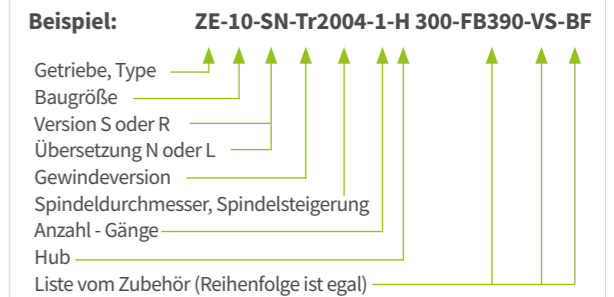 Beispiel: ZE-10-SN-Tr2004-1-H 300-FB390-VS-BF
Getriebe, Type
Baugröße
Version S oder R
Übersetzung N oder L
Gewindeversion
Spindeldurchmesser, Spindelsteigerung
Anzahl - Gänge
Hub
Liste vom Zubehör (Reihenfolge ist egal)